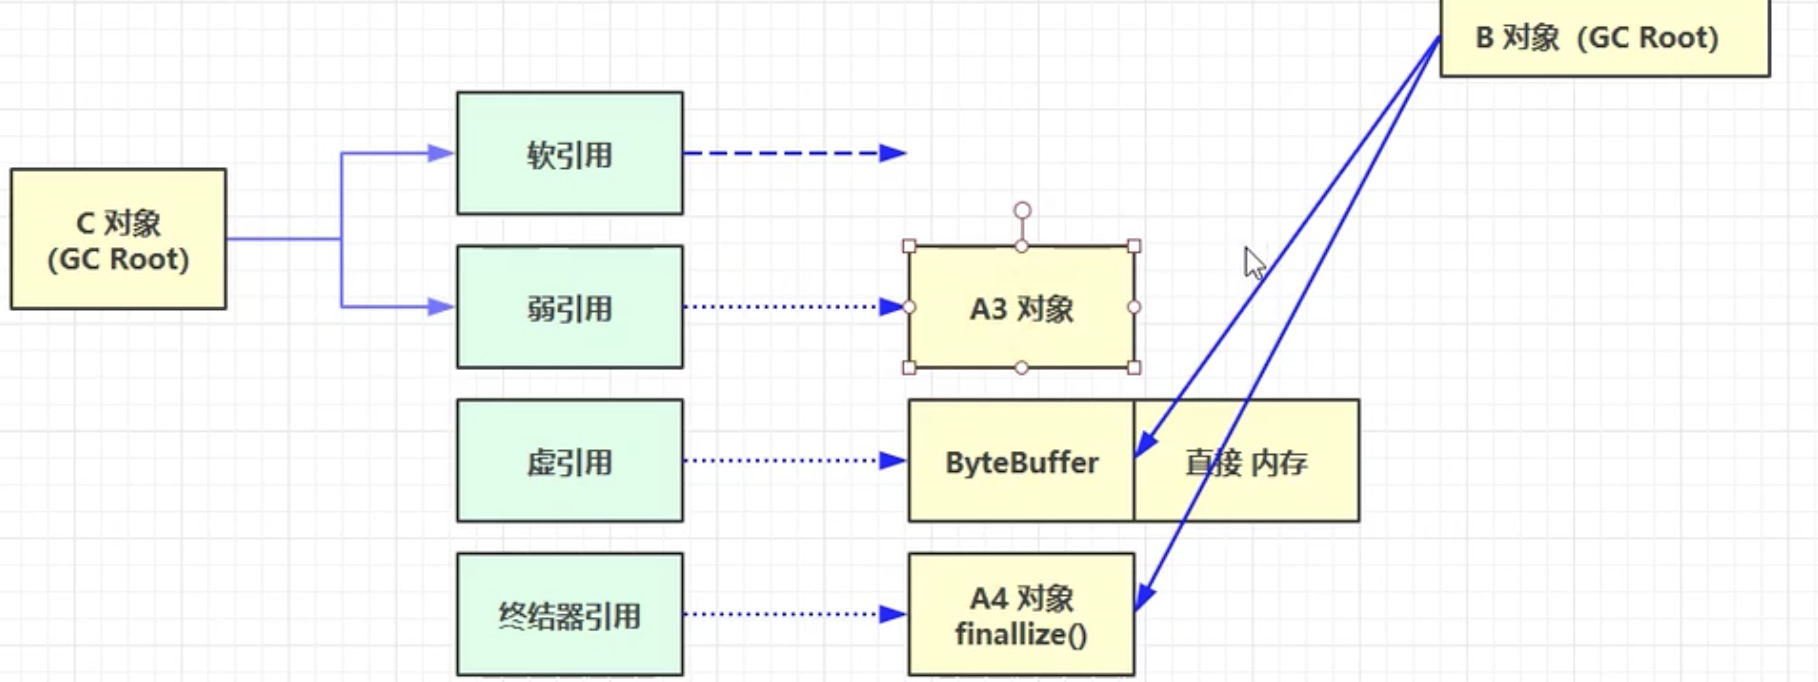 B 对象（GC Root)
软引用
C 对象
(GC Root)
弱引用
A3 对象
虚引用
ByteBuffer
直接 内存
终结器引用
A4 对象
finallize()